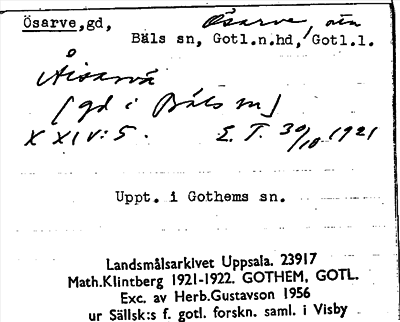 Ösarve,gd, Ösarve,
Bäls sn, Gotl.n.hd, Gotl.l.
Åisarvä
[gd i Bäls sn]
XXIV:5. E.T. 30/10 1921
Uppt. i Gothems sn.
Landsmålsarkivet Uppsala. 23917
Math.Klintberg 1921-1922. GOTHEM, GOTL.
Exc. av Herb.Gustavson 1956
ur Sällsk:s f. gotl. forskn. saml. i Visby